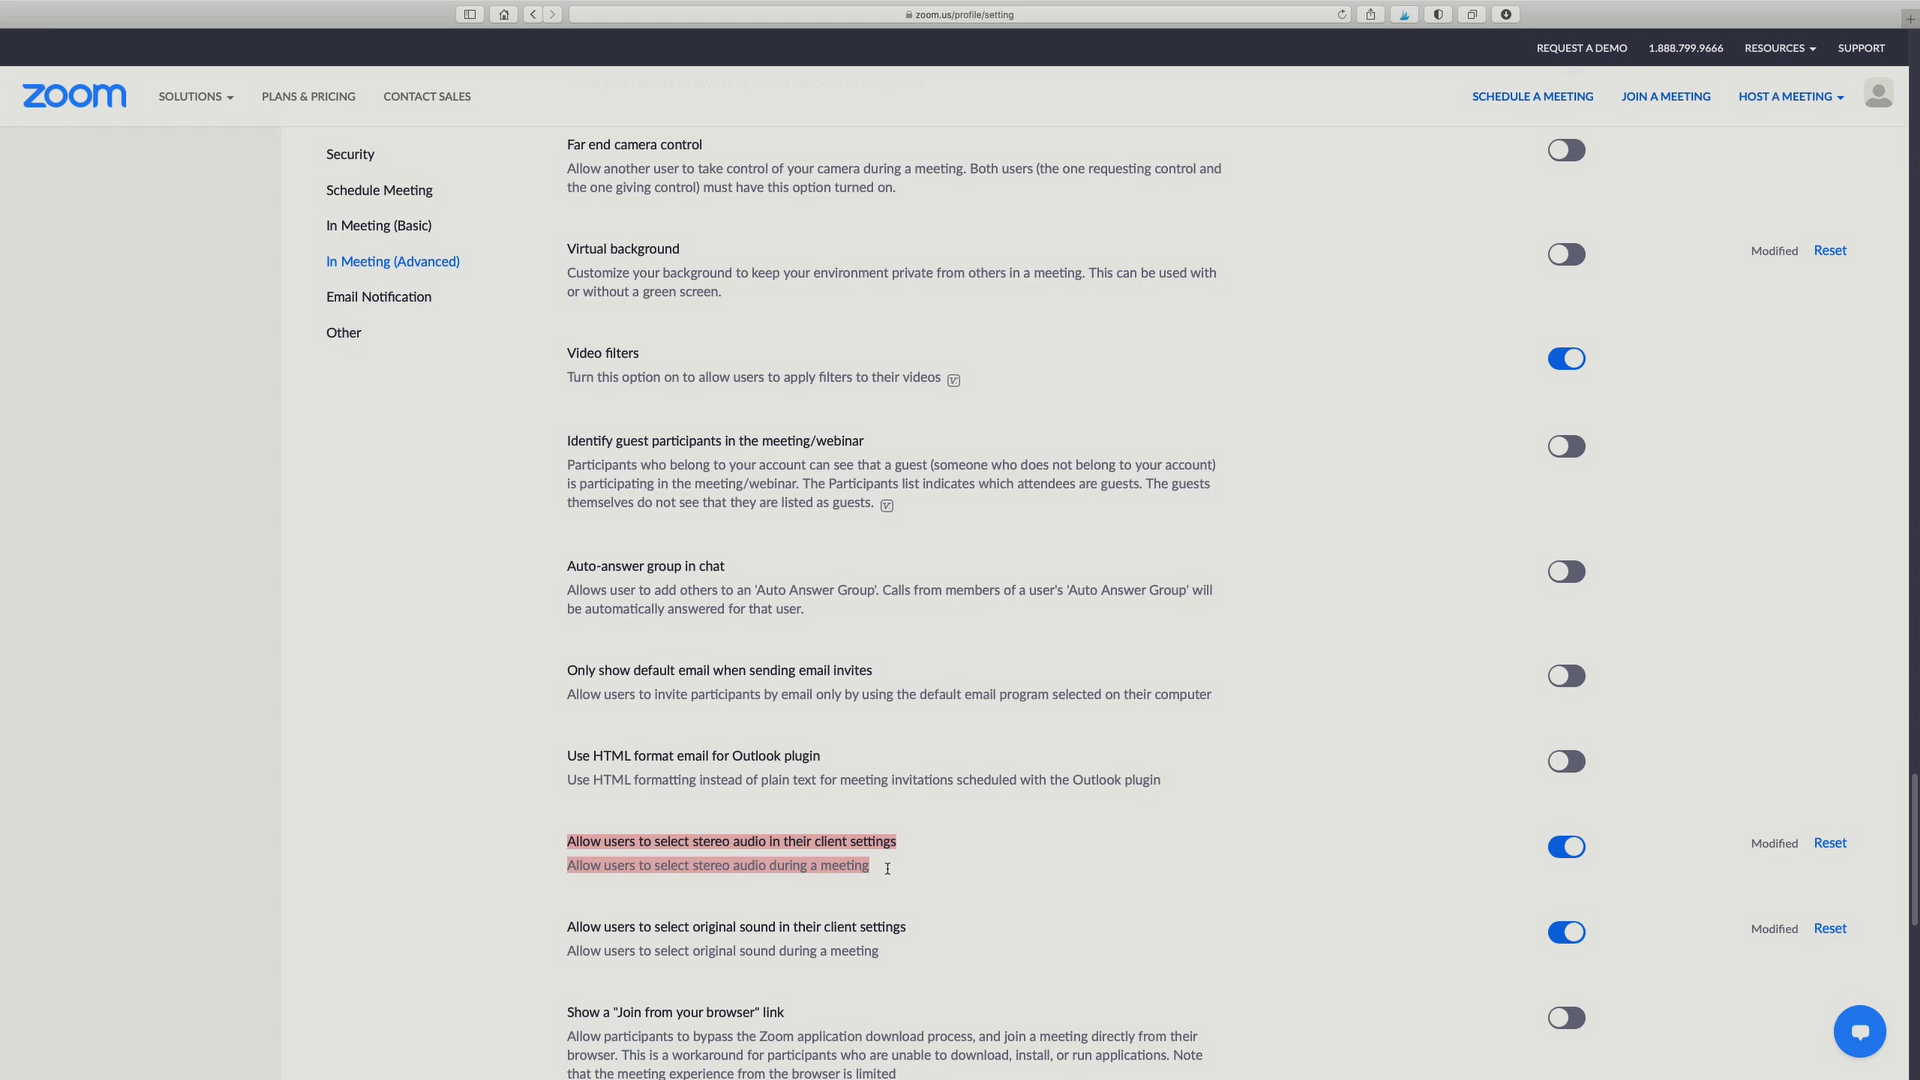 zoom.us/profile/setting
REQUEST A DEMO 1.888.799.9666 RESOURCES SUPPORT
zoom SOLUTIONS PLANS & PRICING CONTACT SALES SCHEDULE A MEETING JOIN A MEETING HOST A MEETING
Security
Schedule Meeting
In Meeting (Basic)
In Meeting (Advanced)
Email Notification
Other
Far end camera control
Allow another user to take control of your camera during a meeting. Both users (the one requesting control and
the one giving control) must have this option turned on.
Virtual background
Modified Reset
Customize your background to keep your environment private from others in a meeting. This can be used with
or without a green screen.
Video filters
Turn this option on to allow users to apply filters to their videos
Identify guest participants in the meeting/webinar
Participants who belong to your account can see that a guest (someone who does not belong to your account)
is participating in the meeting/webinar. The Participants list indicates which attendees are guests. The guests
themselves do not see that they are listed as guests.
Auto-answer group in chat
Allows user to add others to an 'Auto Answer Group'. Calls from members of a user's 'Auto Answer Group' will
be automatically answered for that user.
Only show default email when sending email invites
Allow users to invite participants by email only by using the default email program selected on their computer
Use HTML format email for Outlook plugin
Use HTML formatting instead of plain text for meeting invitations scheduled with the Outlook plugin
Allow users to select stereo audio in their client settings
Modified Reset
Allow users to select stereo audio during a meeting
Allow users to select original sound in their client settings
Modified Reset
Allow users to select original sound during a meeting
Show a "Join from your browser" link
Allow participants to bypass the Zoom application download process, and join a meeting directly from their
browser. This is a workaround for participants who are unable to download, install, or run applications. Note
that the meeting experience from the browser is limited